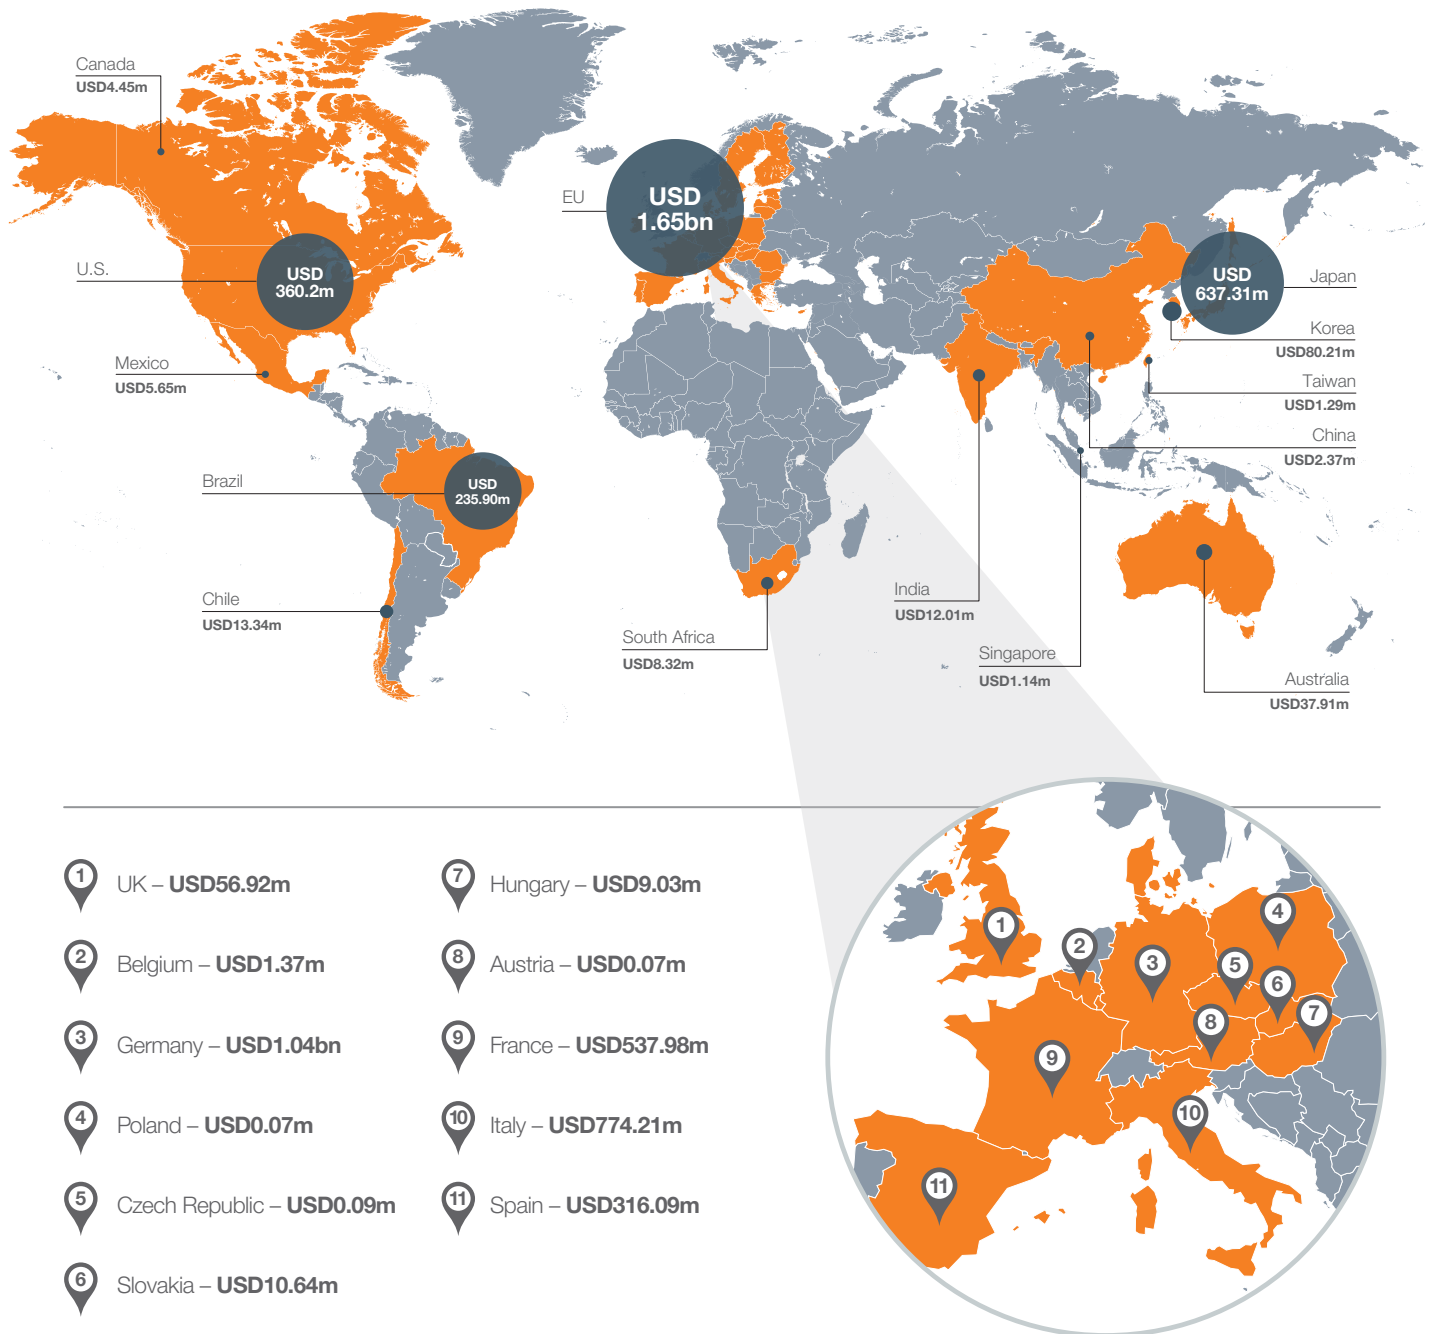 Canada
USD4.45m
U.S.
USD
360.2m
Mexico
USD5.65m
Brazil
USD
235.90m
Chile
USD13.34m
EU
USD
1.65bn
South Africa
USD8.32m
India
USD12.01m
Singapore
USD1.14m
USD
637.31m
Japan
Korea
USD80.21m
Taiwan
USD1.29m
China
USD2.37m
Australia
USD37.91m
1 UK – USD56.92m
2 Belgium – USD1.37m
3 Germany – USD1.04bn
4 Poland – USD0.07m
5 Czech Republic – USD0.09m
6 Slovakia – USD10.64m
7 Hungary – USD9.03m
8 Austria – USD0.07m
9 France – USD537.98m
10 Italy – USD774.21m
11 Spain – USD316.09m
1
2
3
4
5
6
7
8
9
10
11